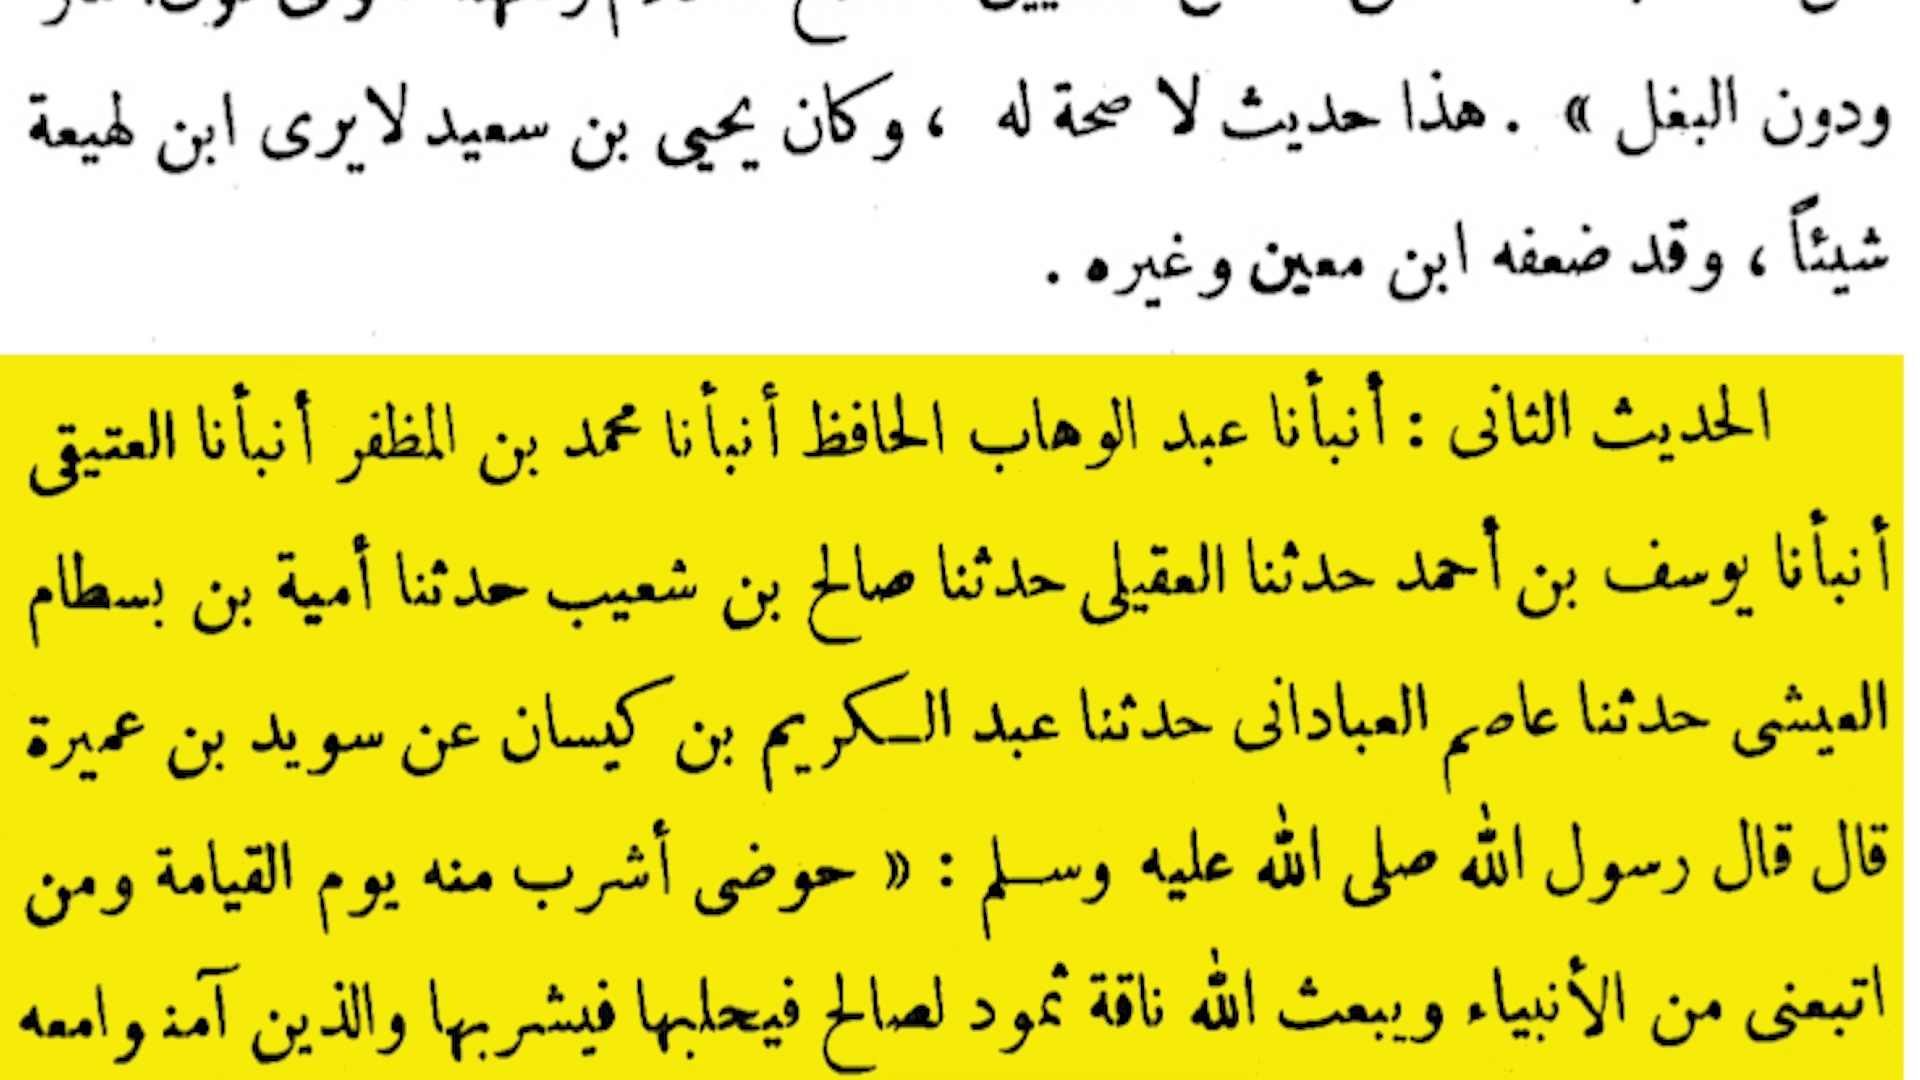 ودون البغل » . هذا حديث لا صحة له ، وكان يحيى بن سعيد لايرى ابن لهيعة
شيئاً ، وقد ضعفه ابن معين وغيره .
الحديث الثانى : أنبأنا عبد الوهاب الحافظ أنبأنا محمد بن المظفر أنبأنا العتيقى
أنبأنا يوسف بن أحمد حدثنا العقيلى حدثنا صالح بن شعيب حدثنا أمية بن بسطام
العيشى حدثنا عاصم العبادانى حدثنا عبد الكريم بن كيسان عن سويد بن عميرة
قال قال رسول الله صلى الله عليه وسلم : « حوضى أشرب منه يوم القيامة ومن
اتبعنى من الأنبياء ويبعث الله ناقة ثمود لصالح فيحلبها فيشربها والذين آمنوا معه